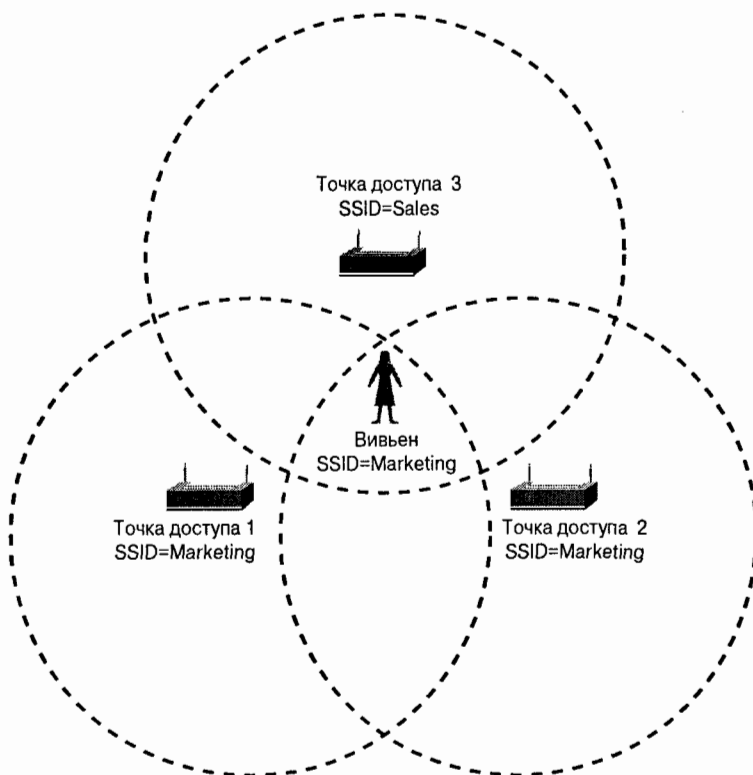 Точка доступа 3
SSID=Sales
Вивьен
SSID=Marketing
Точка доступа 1
SSID=Marketing
Точка доступа 2
SSID=Marketing